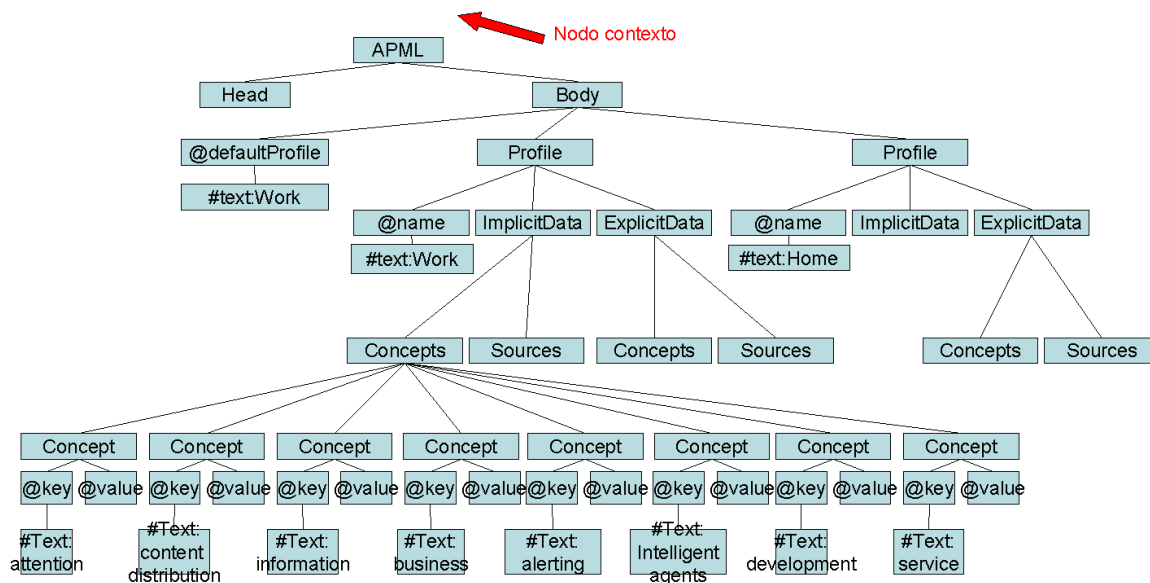 Nodo contexto
APML
Head
Body
@defaultProfile
Profile
Profile
#text:Work
@name
ImplicitData
ExplicitData
@name
ImplicitData
ExplicitData
#text:Work
#text:Home
Concepts
Sources
Concepts
Sources
Concepts
Sources
Concept
Concept
Concept
Concept
Concept
Concept
Concept
Concept
@key
@value
@key
@value
@key
@value
@key
@value
@key
@value
@key
@value
@key
@value
@key
@value
#Text:
attention
#Text:
content
distribution
#Text:
information
#Text:
business
#Text:
alerting
#Text:
Intelligent
agents
#Text:
development
#Text:
service